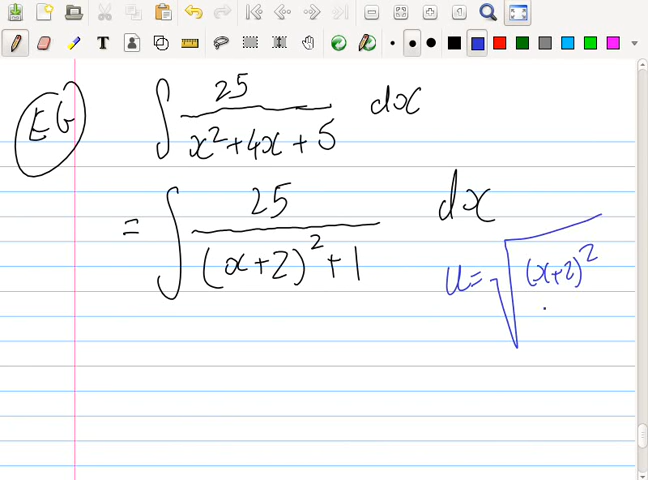 EG ∫ 25/(x²+4x+5) dx
= ∫ 25/((x+2)²+1) dx
u = √(x+2)²